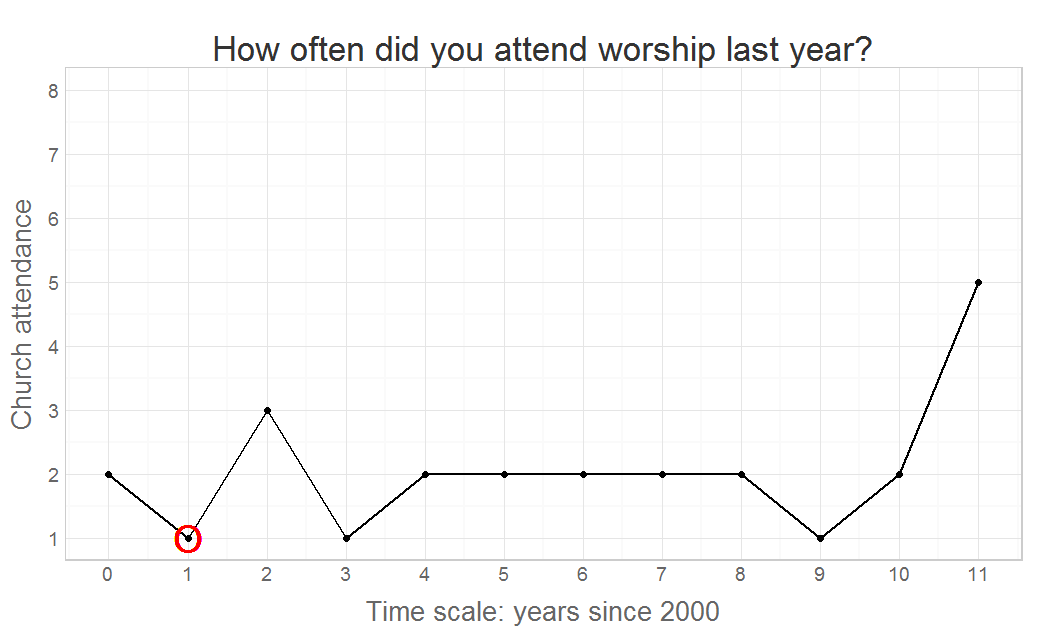 How often did you attend worship last year?
Church attendance
8
7
6
5
4
3
2
1
0 1 2 3 4 5 6 7 8 9 10 11
Time scale: years since 2000